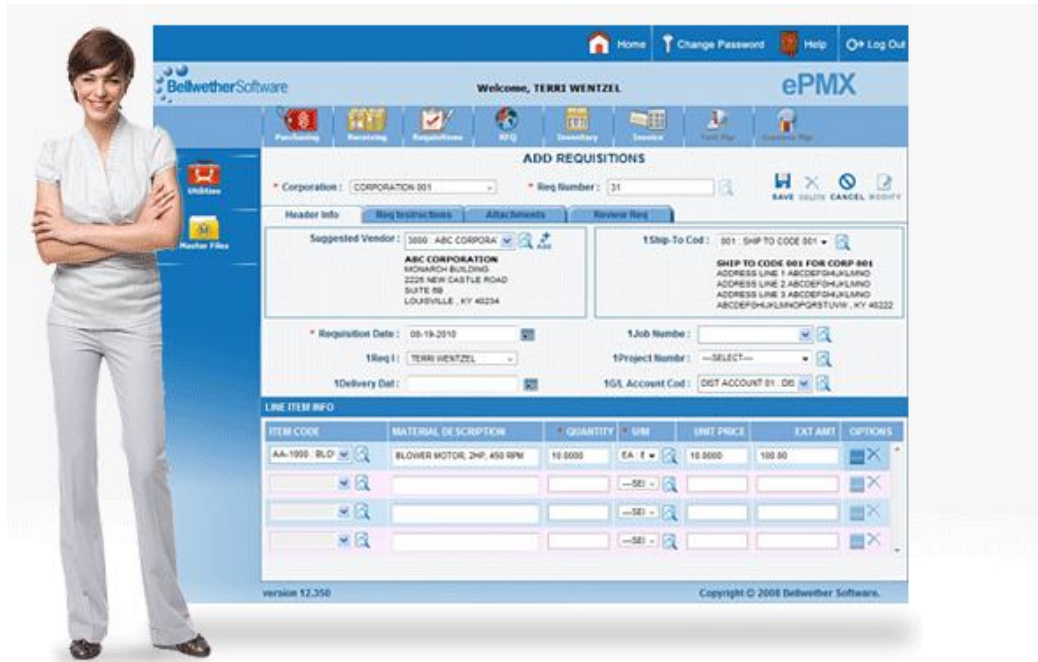 Home Change Password Help Log Out
BellwetherSoftware Welcome, TERRI WENTZEL ePMX
Purchasing Receiving Requisitions RFQ Inventory Invoice
ADD REQUISITIONS
Utilities
* Corporation : CORPORATION 001 * Req Number : 31
SAVE DELETE CANCEL MODIFY
Header Info Req Instructions Attachments Review Req
Master Files
Suggested Vendor : 3000 : ABC CORPORA ADD 1Ship-To Cod : 001 : SHIP TO CODE 001
ABC CORPORATION
MONARCH BUILDING
2225 NEW CASTLE ROAD
SUITE 6B
LOUISVILLE , KY 40234
SHIP TO CODE 001 FOR CORP 001
ADDRESS LINE 1 ABCDEFGHIJKLMNO
ADDRESS LINE 2 ABCDEFGHIJKLMNO
ADDRESS LINE 3 ABCDEFGHIJKLMNO
ABCDEFGHIJKLMNOPQRSTUVW , KY 40222
* Requisition Date : 08-19-2010 1Job Numbe :
1Req I : TERRI WENTZEL 1Project Numbr : ---SELECT---
1Delivery Dat : 1G/L Account Cod : DIST ACCOUNT 01 : DIS
LINE ITEM INFO
ITEM CODE MATERIAL DESCRIPTION * QUANTITY * U/M UNIT PRICE EXT AMT OPTIONS
AA-1000 : BLO BLOWER MOTOR, 2HP, 450 RPM 10.0000 EA : E 10.0000 100.00
---SEI
---SEI
---SEI
version 12.350 Copyright © 2008 Bellwether Software.